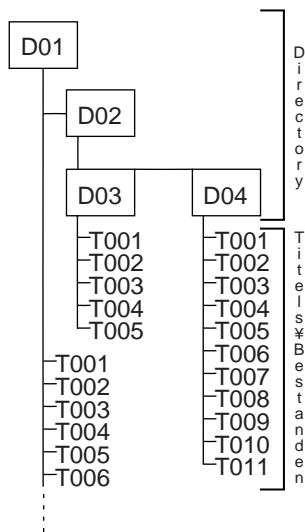 D01
Directory
D02
D03 D04
T001 T001
T002 T002
T003 T003
T004 T004
T005 T005
T006
T001 T007
T002 T008
T003 T009
T004 T010
T005 T011
T006
Titels¥Bestanden